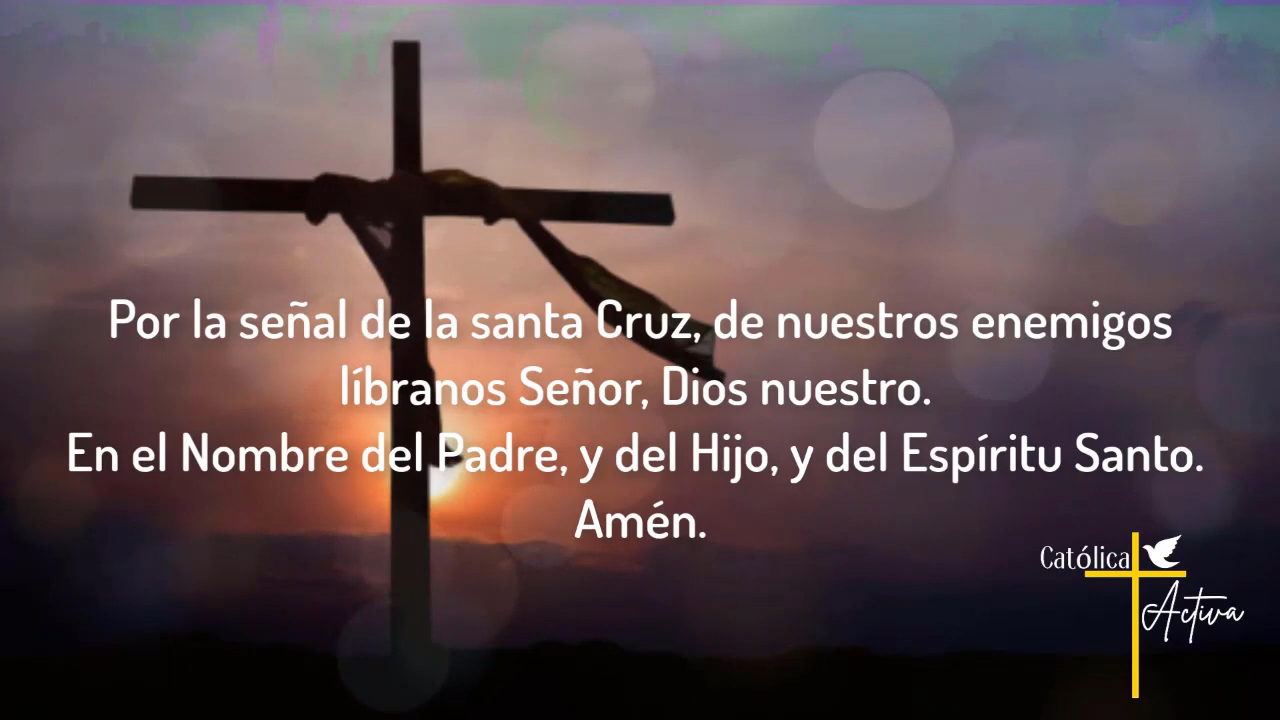 Por la señal de la santa Cruz, de nuestros enemigos
líbranos Señor, Dios nuestro.
En el Nombre del Padre, y del Hijo, y del Espíritu Santo.
Amén.
Católica
Activa